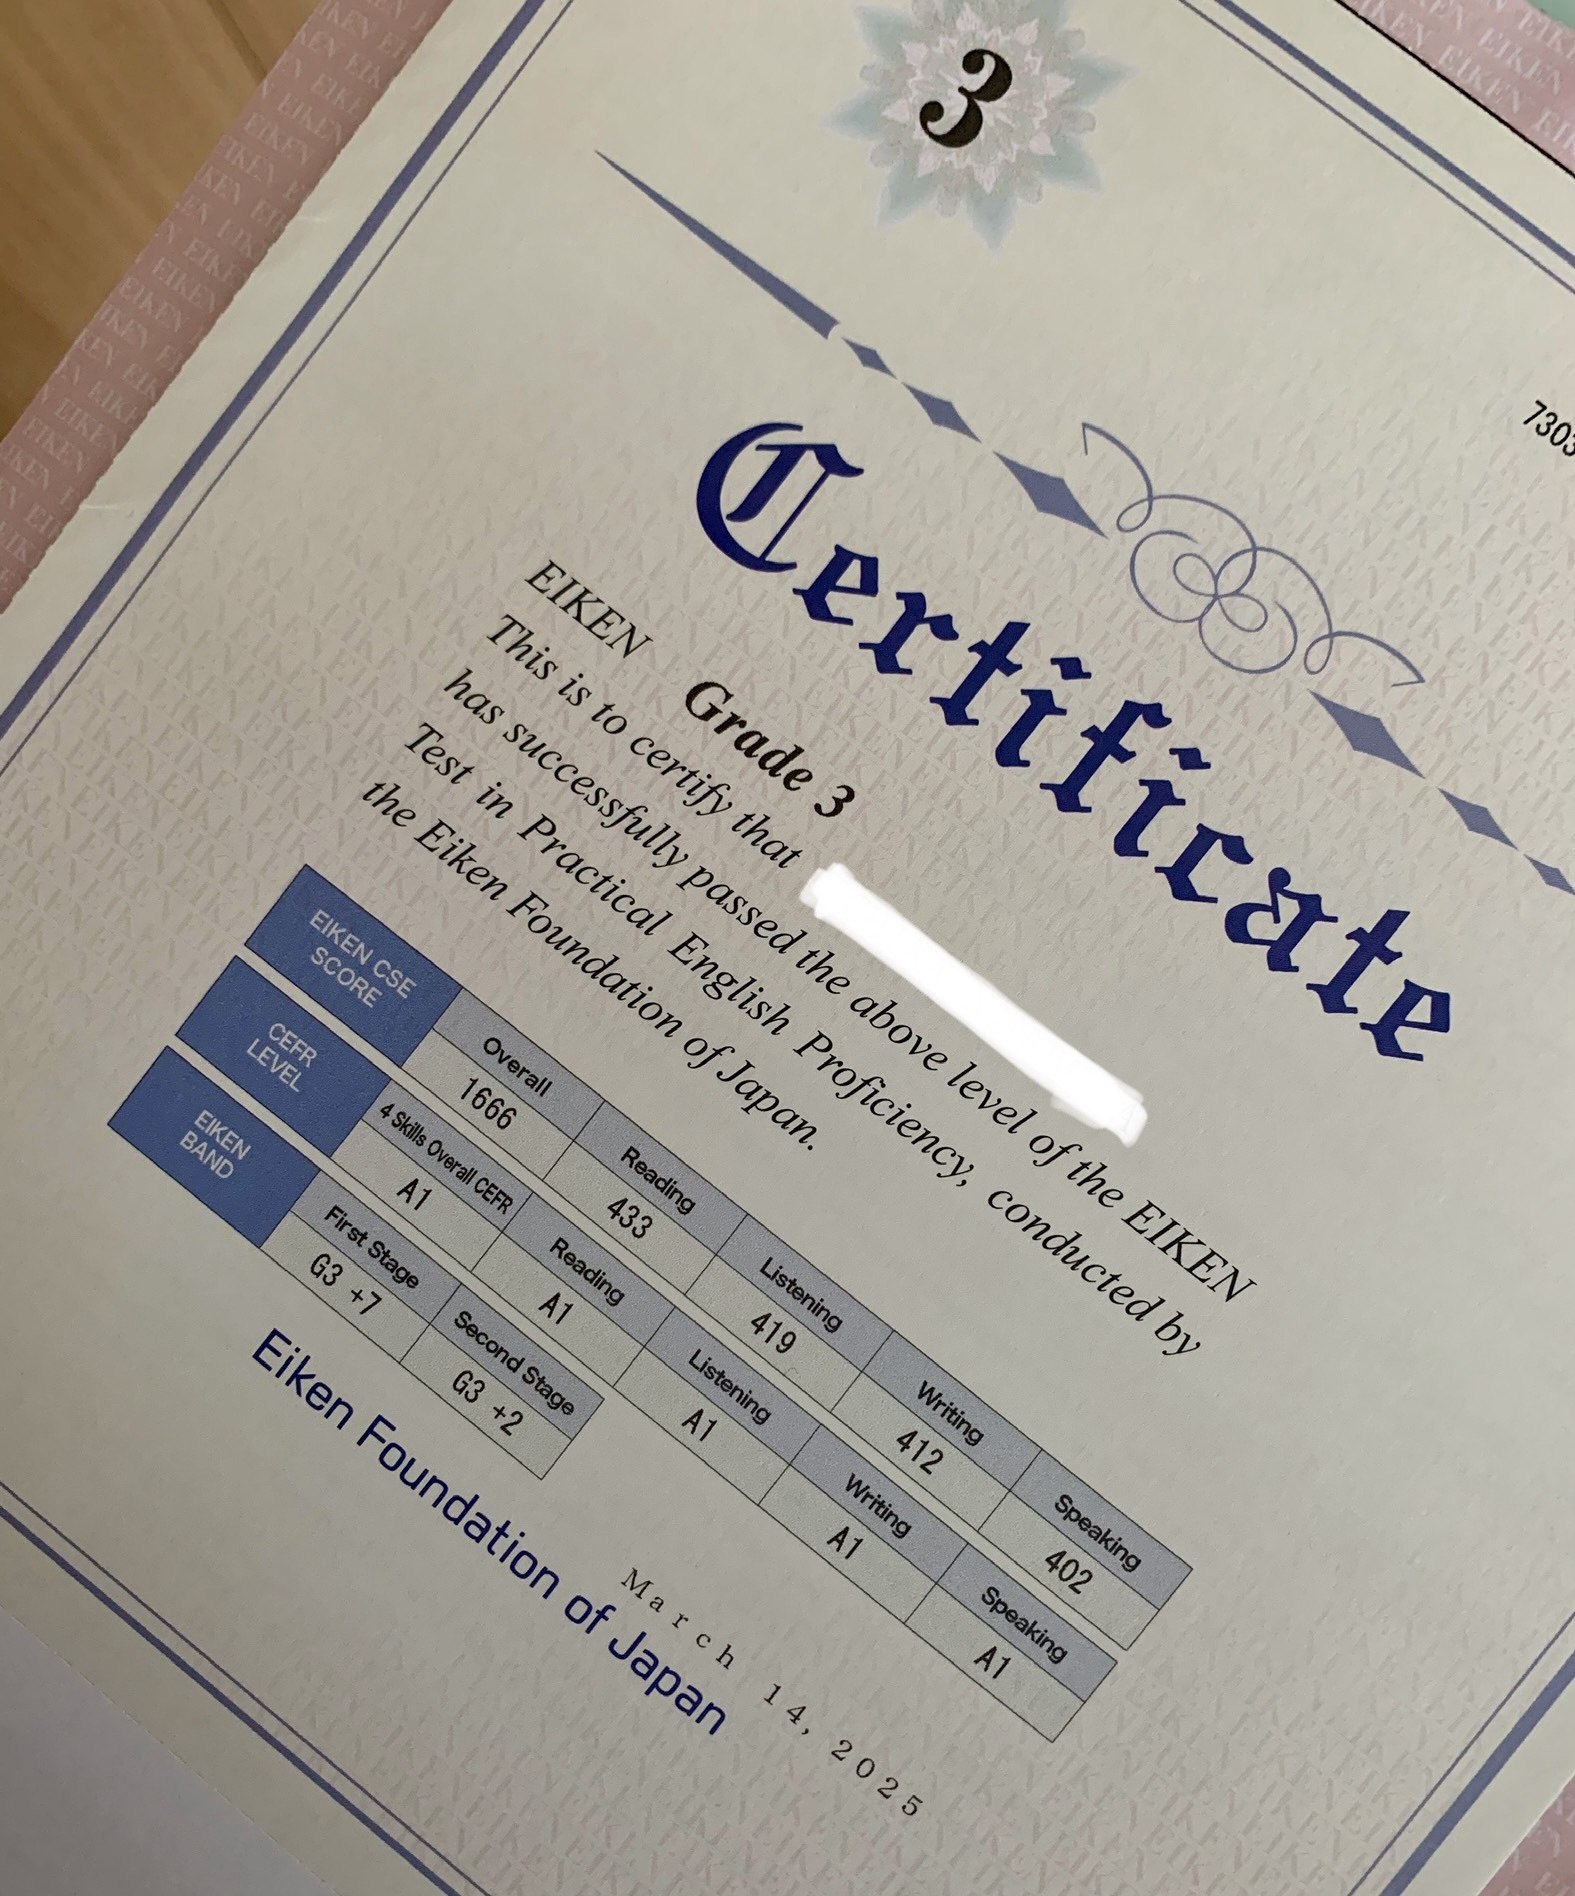 3
7303
Certificate
EIKEN Grade 3
This is to certify that
has successfully passed the above level of the EIKEN
Test in Practical English Proficiency, conducted by
the Eiken Foundation of Japan.
EIKEN CSE
SCORE
Overall Reading Listening Writing Speaking
1666 433 419 412 402
CEFR
LEVEL
4 Skills Overall CEFR Reading Listening Writing Speaking
A1 A1 A1 A1 A1
EIKEN
BAND
First Stage Second Stage
G3 +7 G3 +2
March 14, 2025
Eiken Foundation of Japan